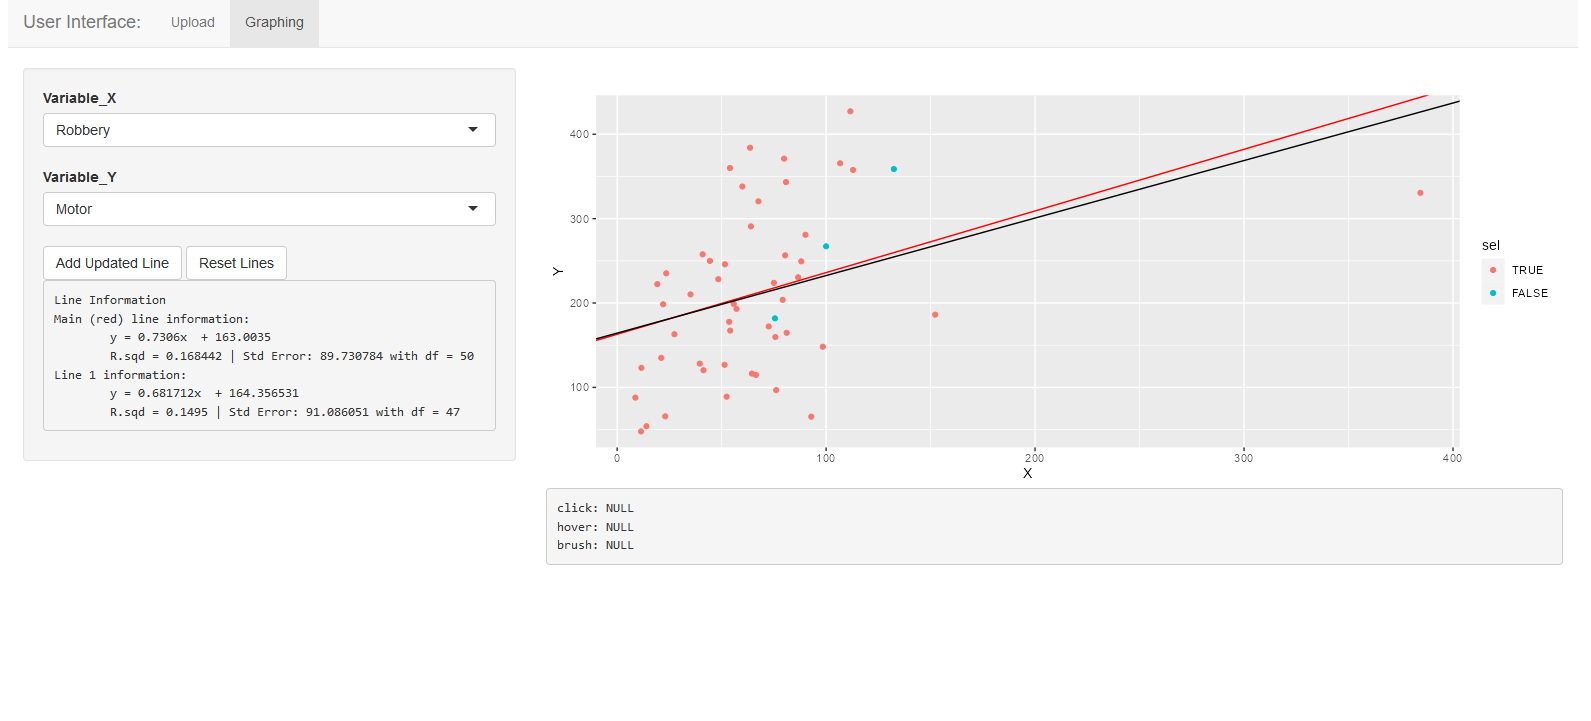 User Interface: Upload Graphing
Variable_X
Robbery
Variable_Y
Motor
Add Updated Line Reset Lines
Line Information
Main (red) line information:
y = 0.7306x + 163.0035
R.sqd = 0.168442 | Std Error: 89.730784 with df = 50
Line 1 information:
y = 0.681712x + 164.356531
R.sqd = 0.1495 | Std Error: 91.086051 with df = 47
400
300
200
100
Y
0 100 200 300 400
X
sel
TRUE
FALSE
click: NULL
hover: NULL
brush: NULL